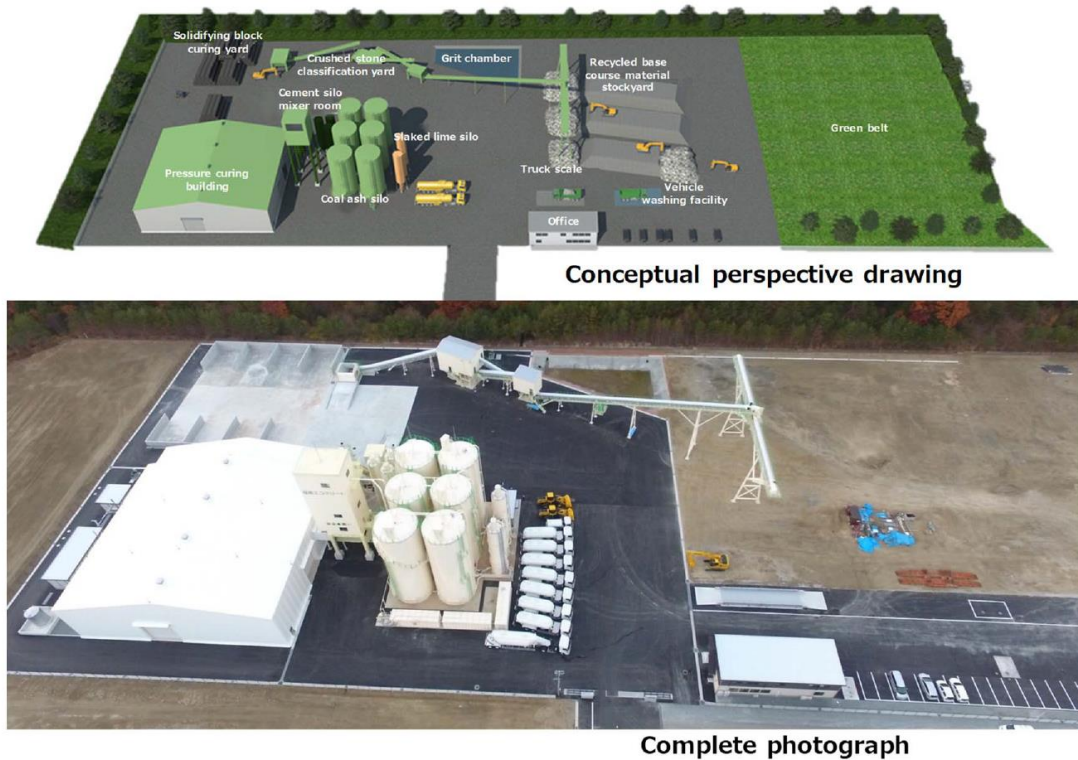 Solidifying block
curing yard
Crushed stone
classification yard
Grit chamber
Recycled base
course material
stockyard
Cement silo
mixer room
Slaked lime silo
Green belt
Pressure curing
building
Coal ash silo
Truck scale
Vehicle
washing facility
Office
Conceptual perspective drawing
Complete photograph